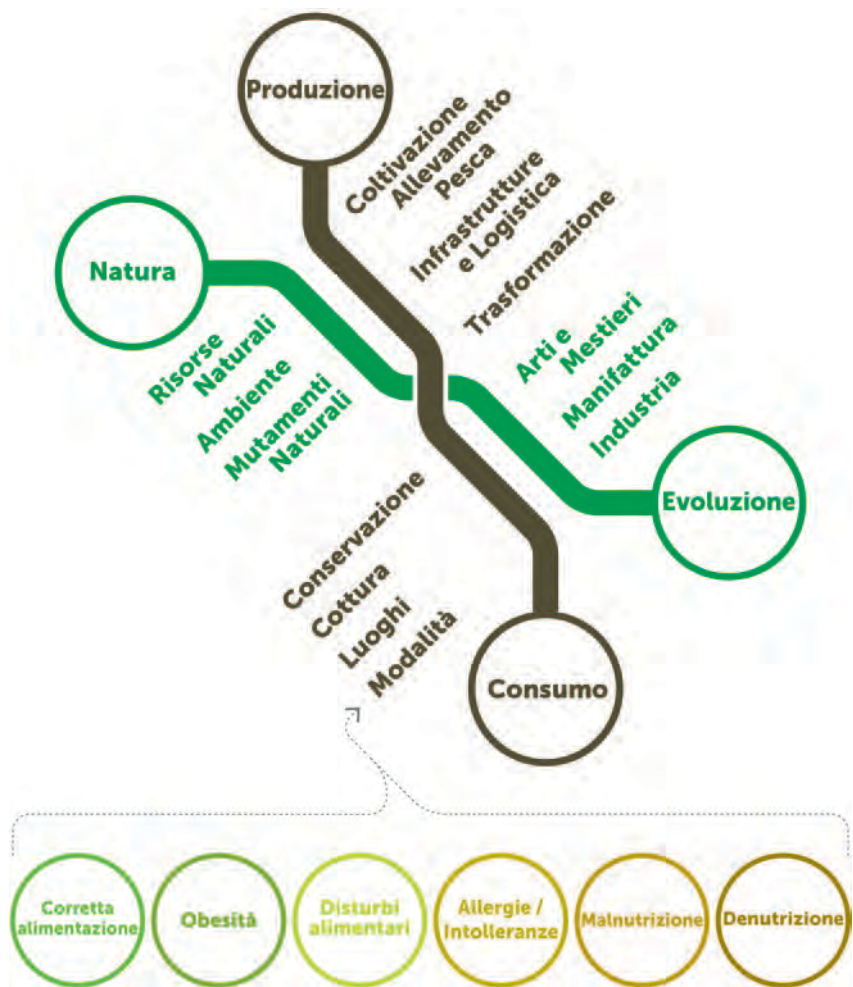 Produzione
Coltivazione
Allevamento
Pesca
Infrastrutture
e Logistica
Trasformazione
Natura
Risorse
Naturali
Ambiente
Mutamenti
Naturali
Arti e
Mestieri
Manifattura
Industria
Evoluzione
Conservazione
Cottura
Luoghi
Modalità
Consumo
Corretta
alimentazione
Obesità
Disturbi
alimentari
Allergie /
Intolleranze
Malnutrizione
Denutrizione